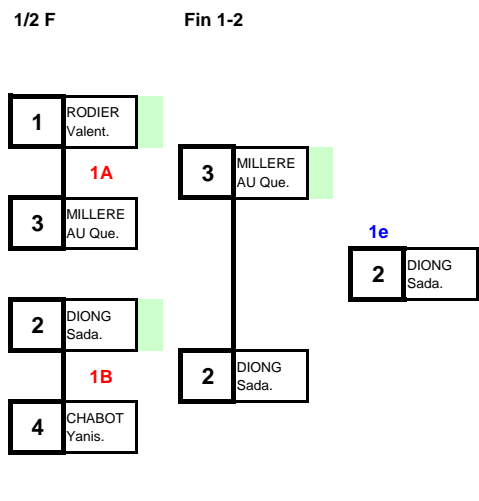 1/2 F
Fin 1-2
1
RODIER
Valent.
1A
3
MILLERE
AU Que.
2
DIONG
Sada.
1B
4
CHABOT
Yanis.
3
MILLERE
AU Que.
2
DIONG
Sada.
1e
2
DIONG
Sada.